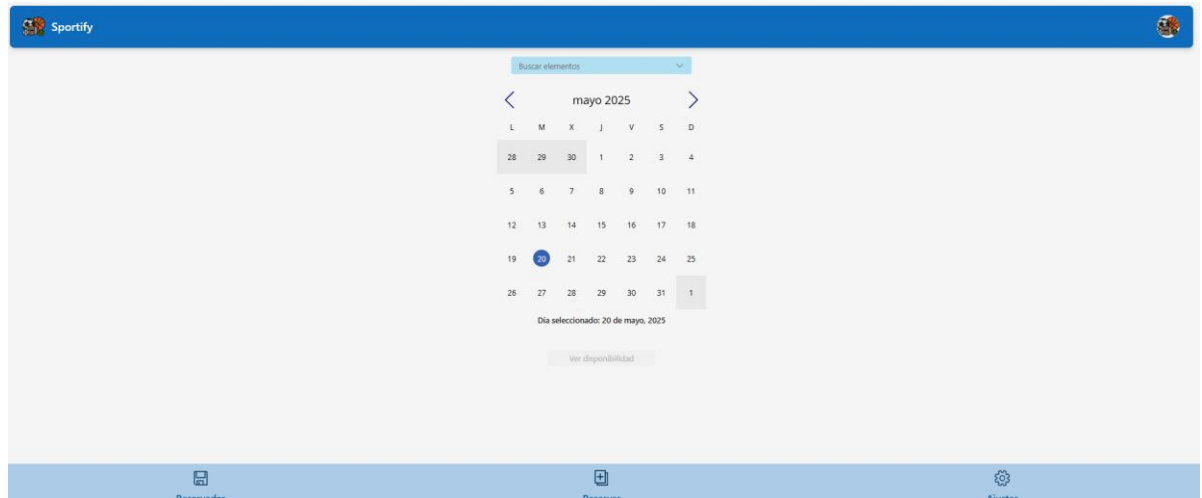 Sportify
Buscar elementos
mayo 2025
L M X J V S D
28 29 30 1 2 3 4
5 6 7 8 9 10 11
12 13 14 15 16 17 18
19 20 21 22 23 24 25
26 27 28 29 30 31 1
Día seleccionado: 20 de mayo, 2025
Ver disponibilidad